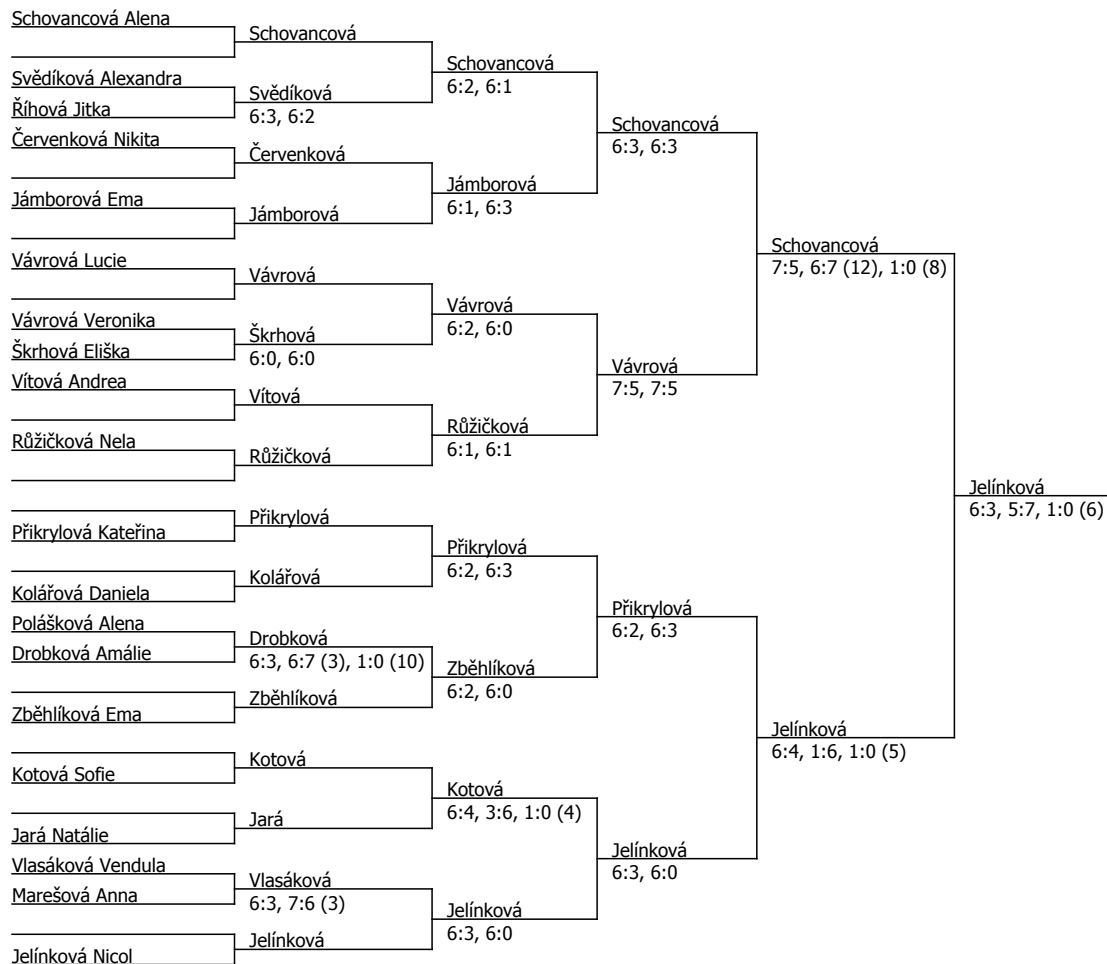 Schovancová Alena
Svědíková Alexandra
Říhová Jitka
Červenková Nikita
Jámborová Ema
Vávrová Lucie
Vávrová Veronika
Škrhová Eliška
Vítová Andrea
Růžičková Nela
Přikrylová Kateřina
Kolářová Daniela
Polášková Alena
Drobková Amálie
Zběhlíková Ema
Kotová Sofie
Jará Natálie
Vlasáková Vendula
Marešová Anna
Jelínková Nicol
Schovancová
Svědíková
6:3, 6:2
Červenková
Jámborová
Vávrová
Škrhová
6:0, 6:0
Vítová
Růžičková
Přikrylová
Kolářová
Drobková
6:3, 6:7 (3), 1:0 (10)
Zběhlíková
Kotová
Jará
Vlasáková
6:3, 7:6 (3)
Jelínková
Schovancová
6:2, 6:1
Jámborová
6:1, 6:3
Vávrová
6:2, 6:0
Růžičková
6:1, 6:1
Přikrylová
6:2, 6:3
Zběhlíková
6:2, 6:0
Kotová
6:4, 3:6, 1:0 (4)
Jelínková
6:3, 6:0
Schovancová
6:3, 6:3
Vávrová
7:5, 7:5
Přikrylová
6:2, 6:3
Jelínková
6:3, 6:0
Schovancová
7:5, 6:7 (12), 1:0 (8)
Jelínková
6:4, 1:6, 1:0 (5)
Jelínková
6:3, 5:7, 1:0 (6)